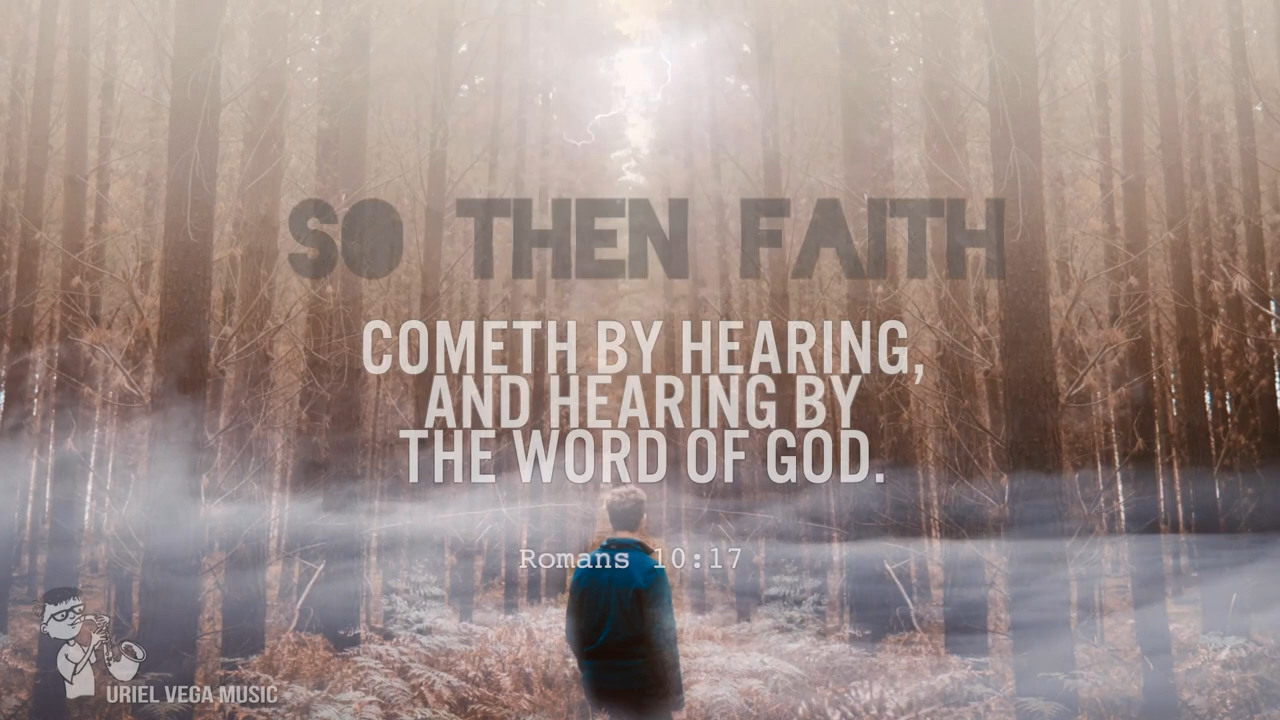 SO THEN FAITH
COMETH BY HEARING,
AND HEARING BY
THE WORD OF GOD.
Romans 10:17
URIEL VEGA MUSIC